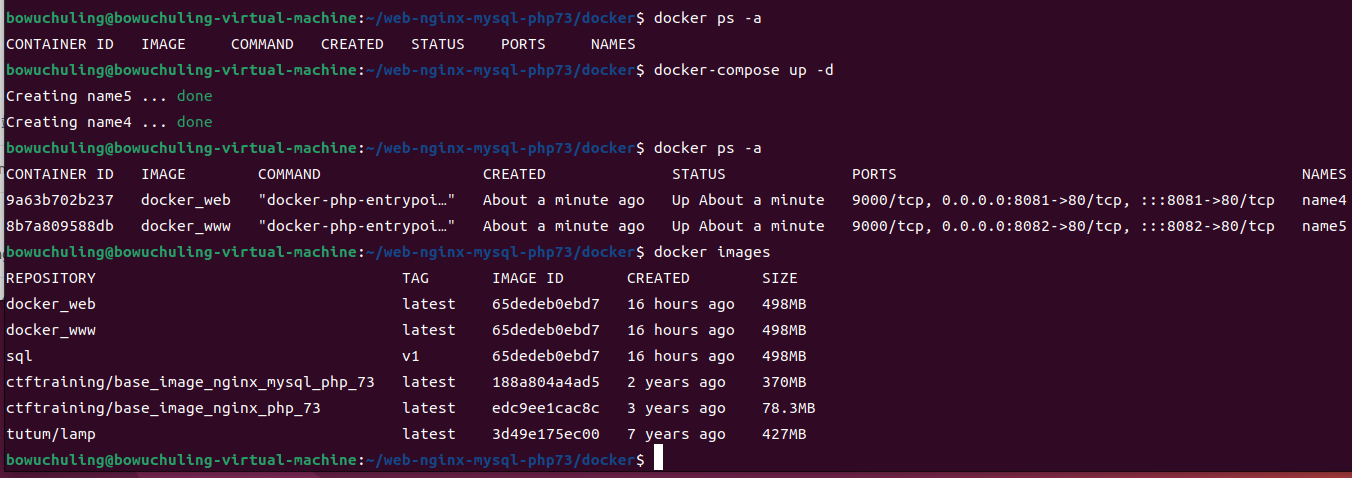 bowuchuling@bowuchuling-virtual-machine:~/web-nginx-mysql-php73/docker$ docker ps -a
CONTAINER ID   IMAGE     COMMAND   CREATED   STATUS    PORTS     NAMES
bowuchuling@bowuchuling-virtual-machine:~/web-nginx-mysql-php73/docker$ docker-compose up -d
Creating name5 ... done
Creating name4 ... done
bowuchuling@bowuchuling-virtual-machine:~/web-nginx-mysql-php73/docker$ docker ps -a
CONTAINER ID   IMAGE        COMMAND                  CREATED              STATUS              PORTS                                             NAMES
9a63b702b237   docker_web   "docker-php-entrypoi…"   About a minute ago   Up About a minute   9000/tcp, 0.0.0.0:8081->80/tcp, :::8081->80/tcp   name4
8b7a809588db   docker_www   "docker-php-entrypoi…"   About a minute ago   Up About a minute   9000/tcp, 0.0.0.0:8082->80/tcp, :::8082->80/tcp   name5
bowuchuling@bowuchuling-virtual-machine:~/web-nginx-mysql-php73/docker$ docker images
REPOSITORY                                  TAG       IMAGE ID       CREATED        SIZE
docker_web                                  latest    65dedeb0ebd7   16 hours ago   498MB
docker_www                                  latest    65dedeb0ebd7   16 hours ago   498MB
sql                                         v1        65dedeb0ebd7   16 hours ago   498MB
ctftraining/base_image_nginx_mysql_php_73   latest    188a804a4ad5   2 years ago    370MB
ctftraining/base_image_nginx_php_73         latest    edc9ee1cac8c   3 years ago    78.3MB
tutum/lamp                                  latest    3d49e175ec00   7 years ago    427MB
bowuchuling@bowuchuling-virtual-machine:~/web-nginx-mysql-php73/docker$